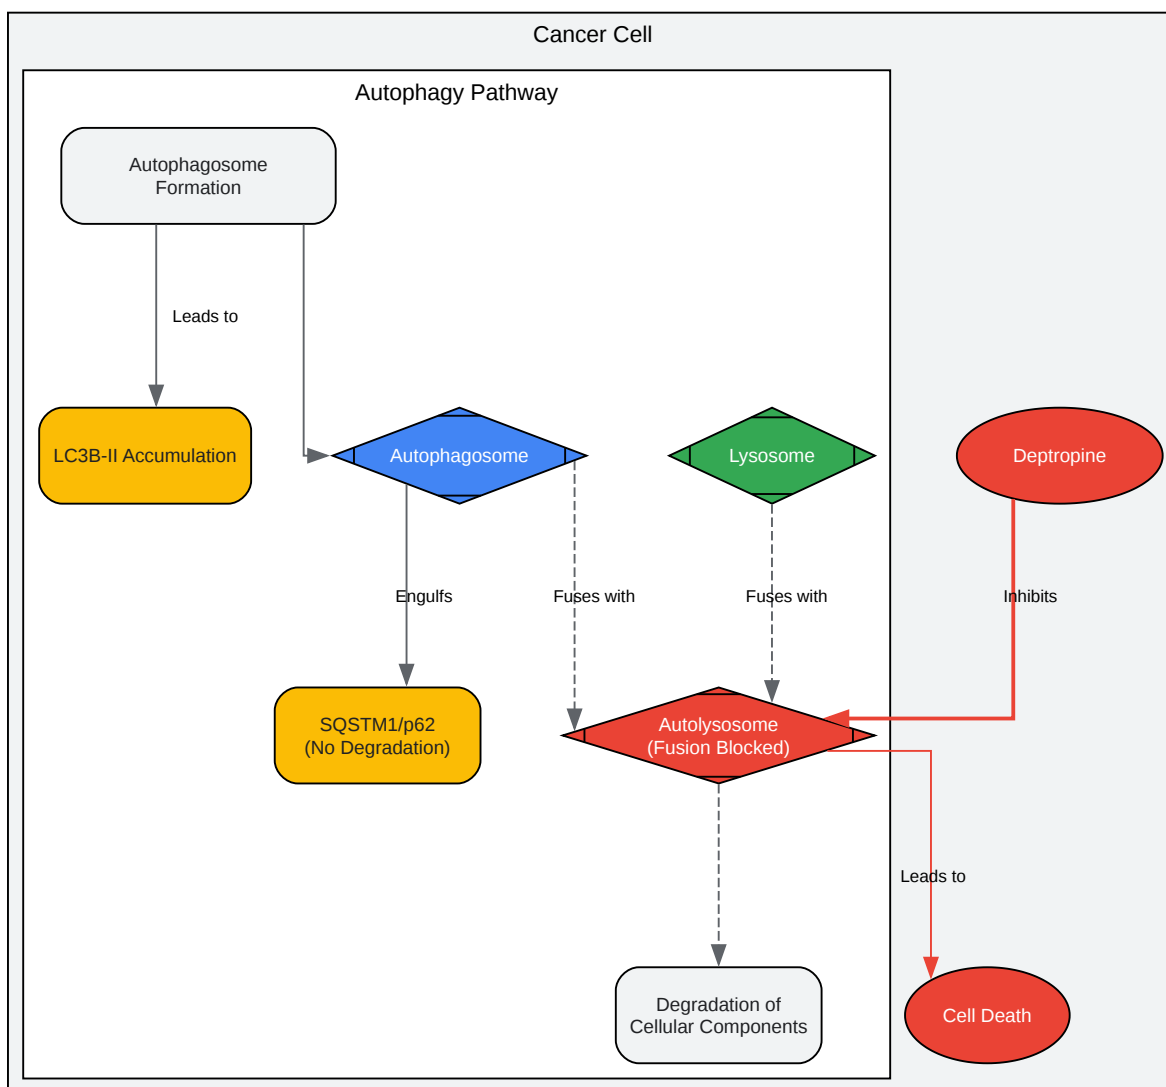 Cancer Cell
Autophagy Pathway
Autophagosome
Formation
Leads to
LC3B-II Accumulation
Autophagosome
Lysosome
Deptropine
Engulfs
Fuses with
Fuses with
Inhibits
SQSTM1/p62
(No Degradation)
Autolysosome
(Fusion Blocked)
Leads to
Degradation of
Cellular Components
Cell Death